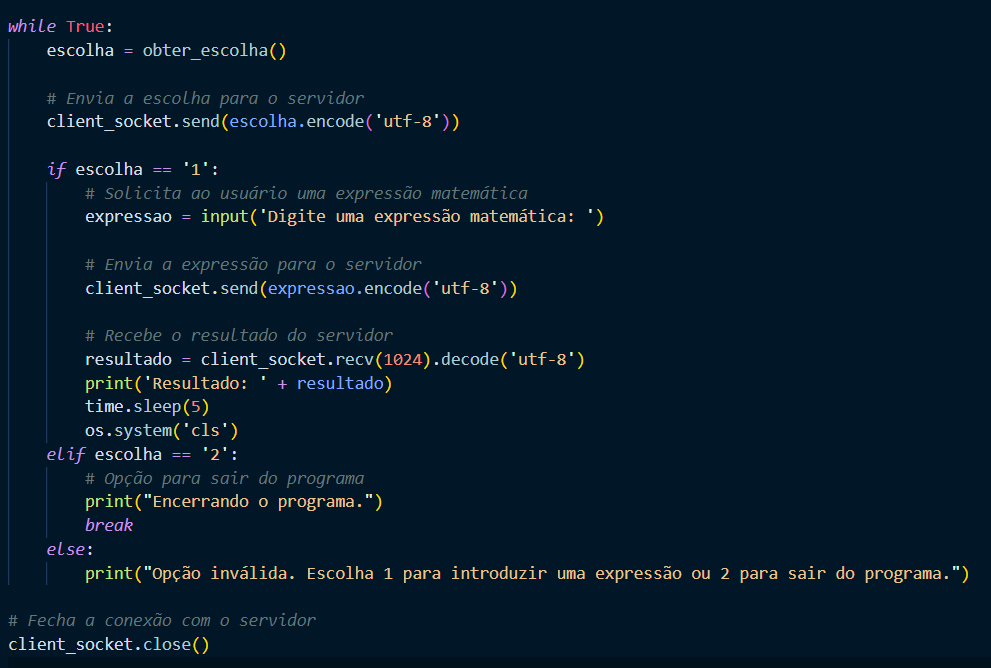 while True:
    escolha = obter_escolha()

    # Envia a escolha para o servidor
    client_socket.send(escolha.encode('utf-8'))

    if escolha == '1':
        # Solicita ao usuário uma expressão matemática
        expressao = input('Digite uma expressão matemática: ')

        # Envia a expressão para o servidor
        client_socket.send(expressao.encode('utf-8'))

        # Recebe o resultado do servidor
        resultado = client_socket.recv(1024).decode('utf-8')
        print('Resultado: ' + resultado)
        time.sleep(5)
        os.system('cls')
    elif escolha == '2':
        # Opção para sair do programa
        print("Encerrando o programa.")
        break
    else:
        print("Opção inválida. Escolha 1 para introduzir uma expressão ou 2 para sair do programa.")

# Fecha a conexão com o servidor
client_socket.close()